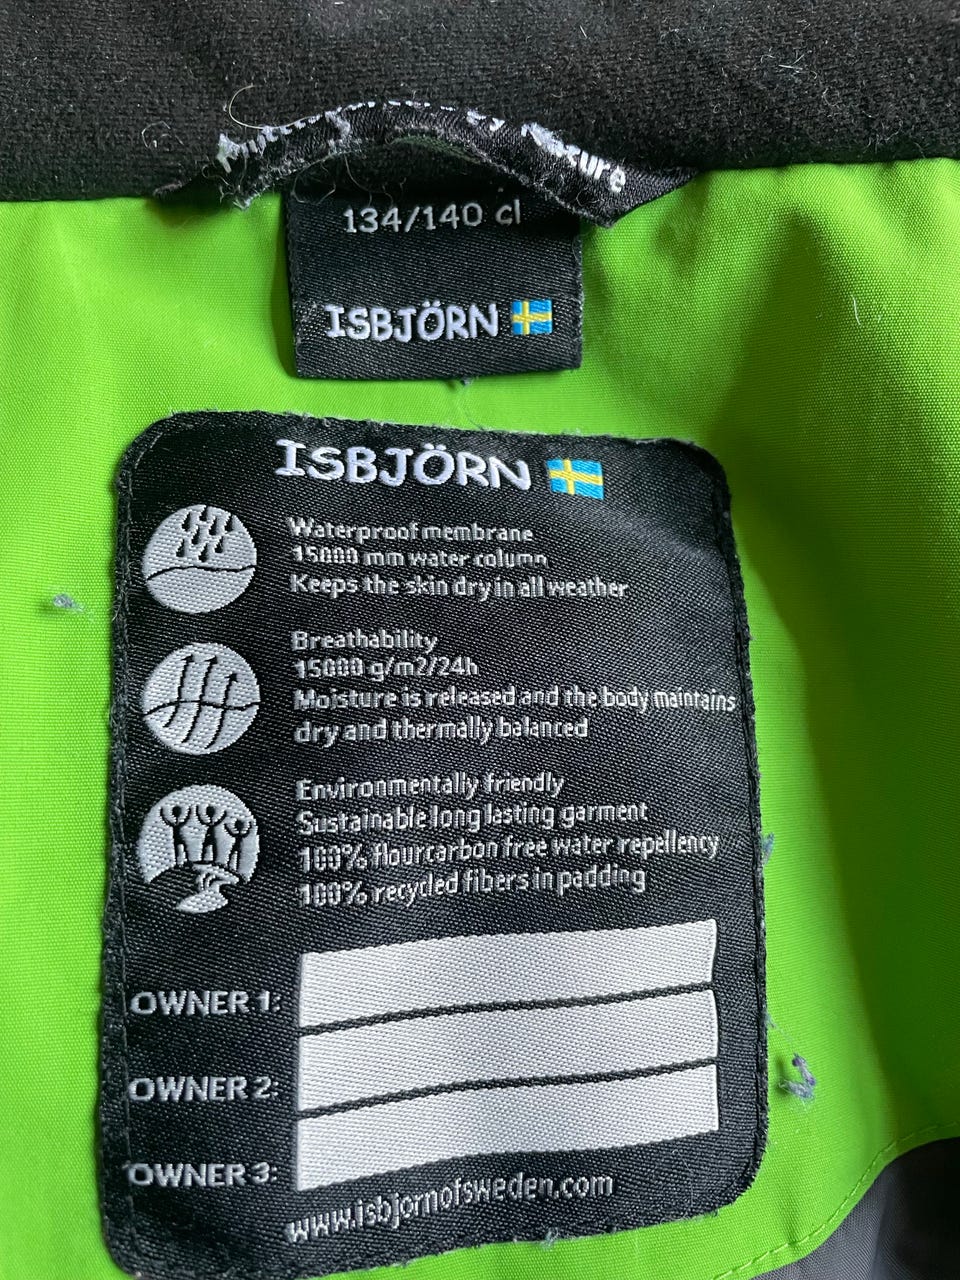 134/140 cl
ISBJÖRN
ISBJÖRN
Waterproof membrane
15000 mm water column
Keeps the skin dry in all weather
Breathability
15000 g/m2/24h
Moisture is released and the body maintains
dry and thermally balanced
Environmentally friendly
Sustainable long lasting garment
100% flourcarbon free water repellency
100% recycled fibers in padding
OWNER 1:
OWNER 2:
OWNER 3:
www.isbjornofsweden.com